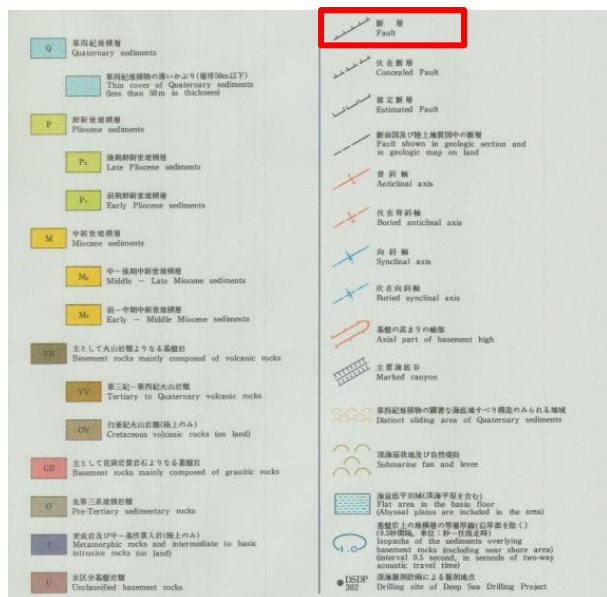 Q
第四紀堆積層
Quaternary sediments
第四紀堆積物の薄いかぶり(層厚50m以下)
Thin cover of Quaternary sediments
(less than 50m in thickness)
P
鮮新世堆積層
Pliocene sediments
P₂
後期鮮新世堆積層
Late Pliocene sediments
P₁
前期鮮新世堆積層
Early Pliocene sediments
M
中新世堆積層
Miocene sediments
中－後期中新世堆積層
Middle － Late Miocene sediments
前－中期中新世堆積層
Early － Middle Miocene sediments
VB
主として火山岩類よりなる基盤岩
Basement rocks mainly composed of volcanic rocks
YV
第三紀－第四紀火山岩類
Tertiary to Quaternary volcanic rocks
OV
白亜紀火山岩類(陸上のみ)
Cretaceous volcanic rocks (on land)
GB
主として花崗岩質岩石よりなる基盤岩
Basement rocks mainly composed of granitic rocks
O
先第三系堆積岩類
Pre-Tertiary sedimentary rocks
I
変成岩及び中－基性貫入岩(陸上のみ)
Metamorphic rocks and intermediate to basic
intrusive rocks (on land)
U
未区分基盤岩類
Unclassified basement rocks
断 層
Fault
伏在断層
Concealed Fault
推定断層
Estimated Fault
断面図及び陸上地質図中の断層
Fault shown in geologic section and
in geologic map on land
背 斜 軸
Anticlinal axis
伏在背斜軸
Buried anticlinal axis
向 斜 軸
Synclinal axis
伏在向斜軸
Buried synclinal axis
基盤の高まりの軸部
Axial part of basement high
主要海底谷
Marked canyon
第四紀堆積物の顕著な海底地すべり構造のみられる地域
Distinct sliding area of Quaternary sediments
深海扇状地及び自然堤防
Submarine fan and levee
海盆底平坦域(深海平原を含む)
Flat area in the basin floor
(Abyssal plains are included in the area)
1.0
基盤岩上の堆積層の等層厚線(沿岸部を除く)
(0.5秒間隔，単位：秒－往復走時)
Isopachs of the sediments overlying
basement rocks (excluding near shore area)
(interval 0.5 second, in seconds of two-way
acoustic travel time)
DSDP
302
深海掘削計画による掘削地点
Drilling site of Deep Sea Drilling Project